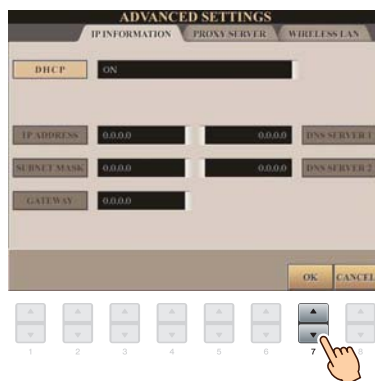 ADVANCED SETTINGS
IP INFORMATION PROXY SERVER WIRELESS LAN
DHCP ON
IP ADDRESS 0.0.0.0 0.0.0.0 DNS SERVER 1
SUBNET MASK 0.0.0.0 0.0.0.0 DNS SERVER 2
GATEWAY 0.0.0.0
OK CANCEL
1 2 3 4 5 6 7 8